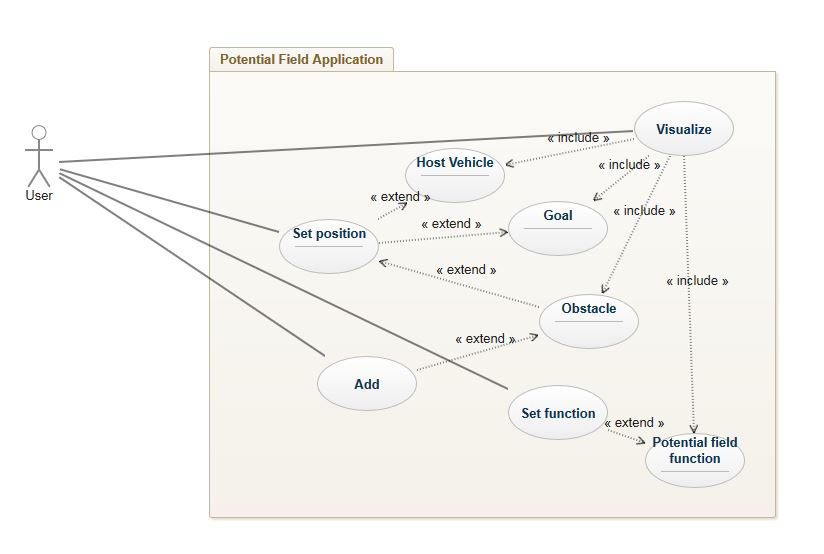 Potential Field Application
Visualize
« include »
Host Vehicle
« include »
User
« extend »
« include »
Goal
« extend »
Set position
« extend »
« include »
Obstacle
« extend »
Add
Set function
« extend »
Potential field
function